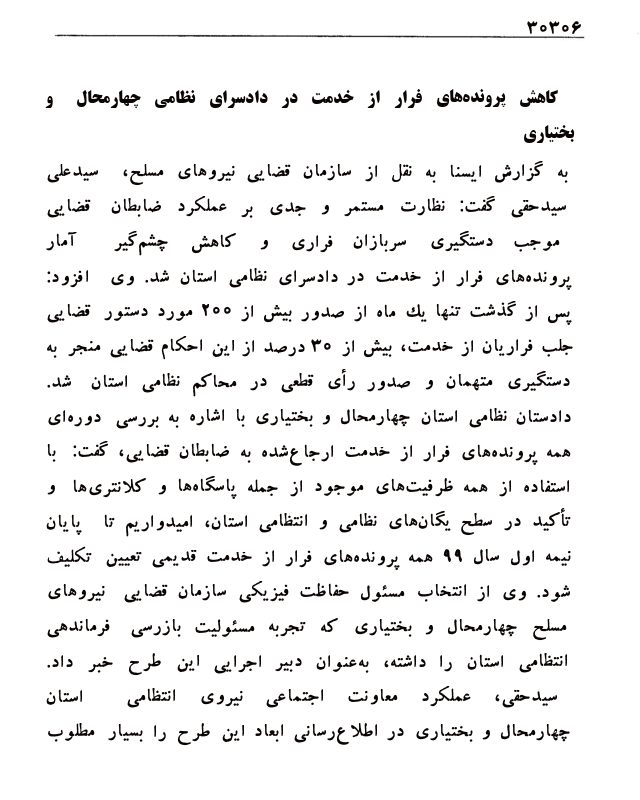 ۳۰۳۰۶
کاهش پرونده‌های فرار از خدمت در دادسرای نظامی چهارمحال و
بختیاری
به گزارش ایسنا به نقل از سازمان قضایی نیروهای مسلح، سیدعلی
سیدحقی گفت: نظارت مستمر و جدی بر عملکرد ضابطان قضایی
موجب دستگیری سربازان فراری و کاهش چشم‌گیر آمار
پرونده‌های فرار از خدمت در دادسرای نظامی استان شد. وی افزود:
پس از گذشت تنها یك ماه از صدور بیش از ۲۰۰ مورد دستور قضایی
جلب فراریان از خدمت، بیش از ۳۰ درصد از این احکام قضایی منجر به
دستگیری متهمان و صدور رأی قطعی در محاکم نظامی استان شد.
دادستان نظامی استان چهارمحال و بختیاری با اشاره به بررسی دوره‌ای
همه پرونده‌های فرار از خدمت ارجاع‌شده به ضابطان قضایی، گفت: با
استفاده از همه ظرفیت‌های موجود از جمله پاسگاه‌ها و کلانتری‌ها و
تأکید در سطح یگان‌های نظامی و انتظامی استان، امیدواریم تا پایان
نیمه اول سال ۹۹ همه پرونده‌های فرار از خدمت قدیمی تعیین تکلیف
شود. وی از انتخاب مسئول حفاظت فیزیکی سازمان قضایی نیروهای
مسلح چهارمحال و بختیاری که تجربه مسئولیت بازرسی فرماندهی
انتظامی استان را داشته، به‌عنوان دبیر اجرایی این طرح خبر داد.
سیدحقی، عملکرد معاونت اجتماعی نیروی انتظامی استان
چهارمحال و بختیاری در اطلاع‌رسانی ابعاد این طرح را بسیار مطلوب